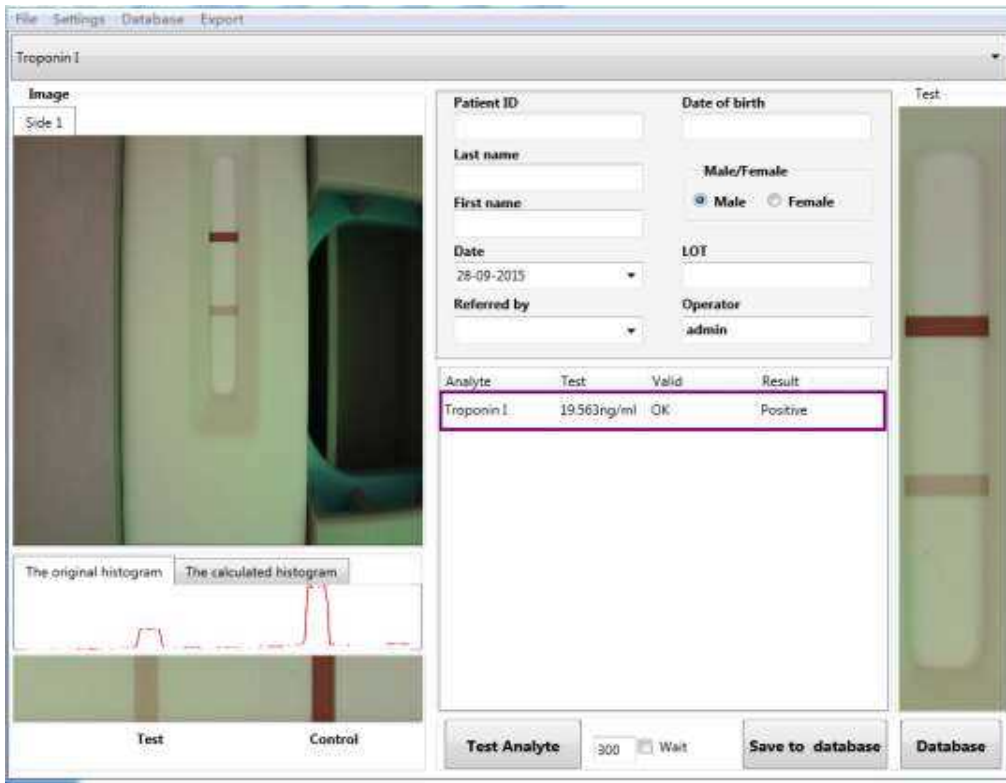 File Settings Database Export
Troponin I
Image
Side 1
Patient ID
Date of birth
Last name
Male/Female
Male Female
First name
Date
28-09-2015
LOT
Referred by
Operator
admin
Analyte Test Valid Result
Troponin I 19.563ng/ml OK Positive
The original histogram The calculated histogram
Test Control
Test Analyte 300 Wait Save to database
Test
Database